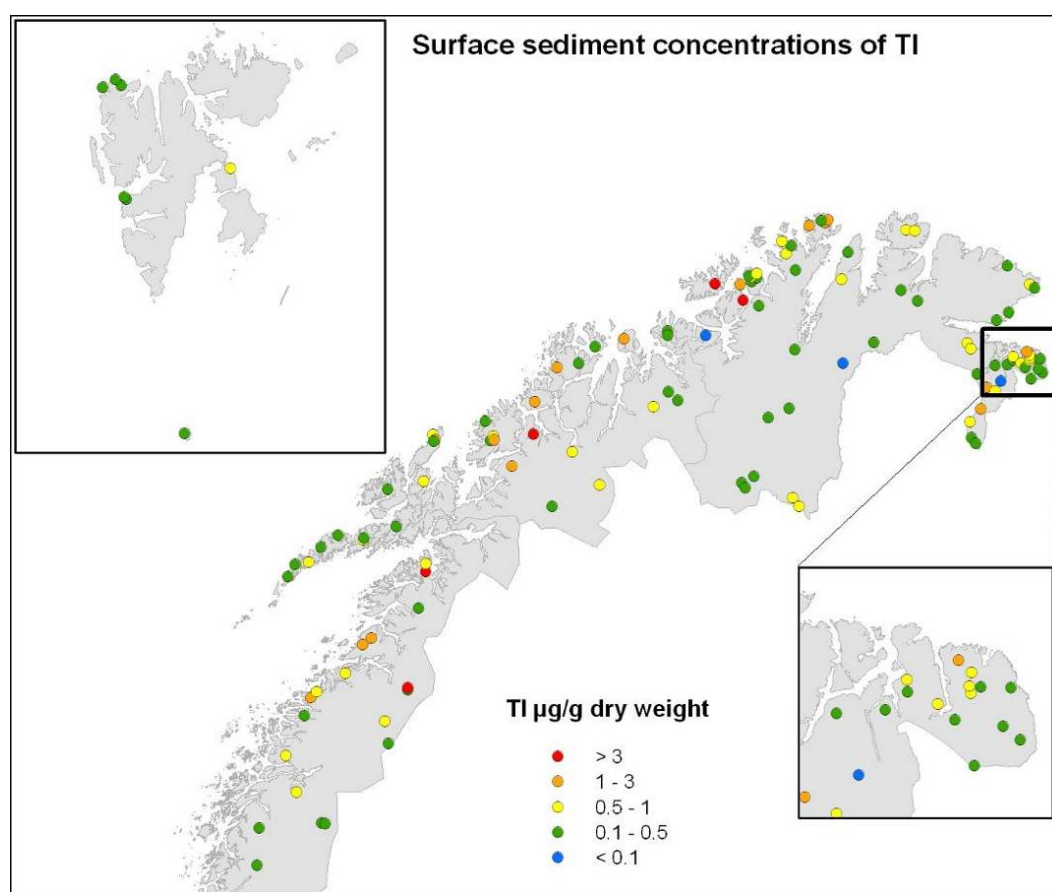 Surface sediment concentrations of Tl
Tl µg/g dry weight
> 3
1 - 3
0.5 - 1
0.1 - 0.5
< 0.1